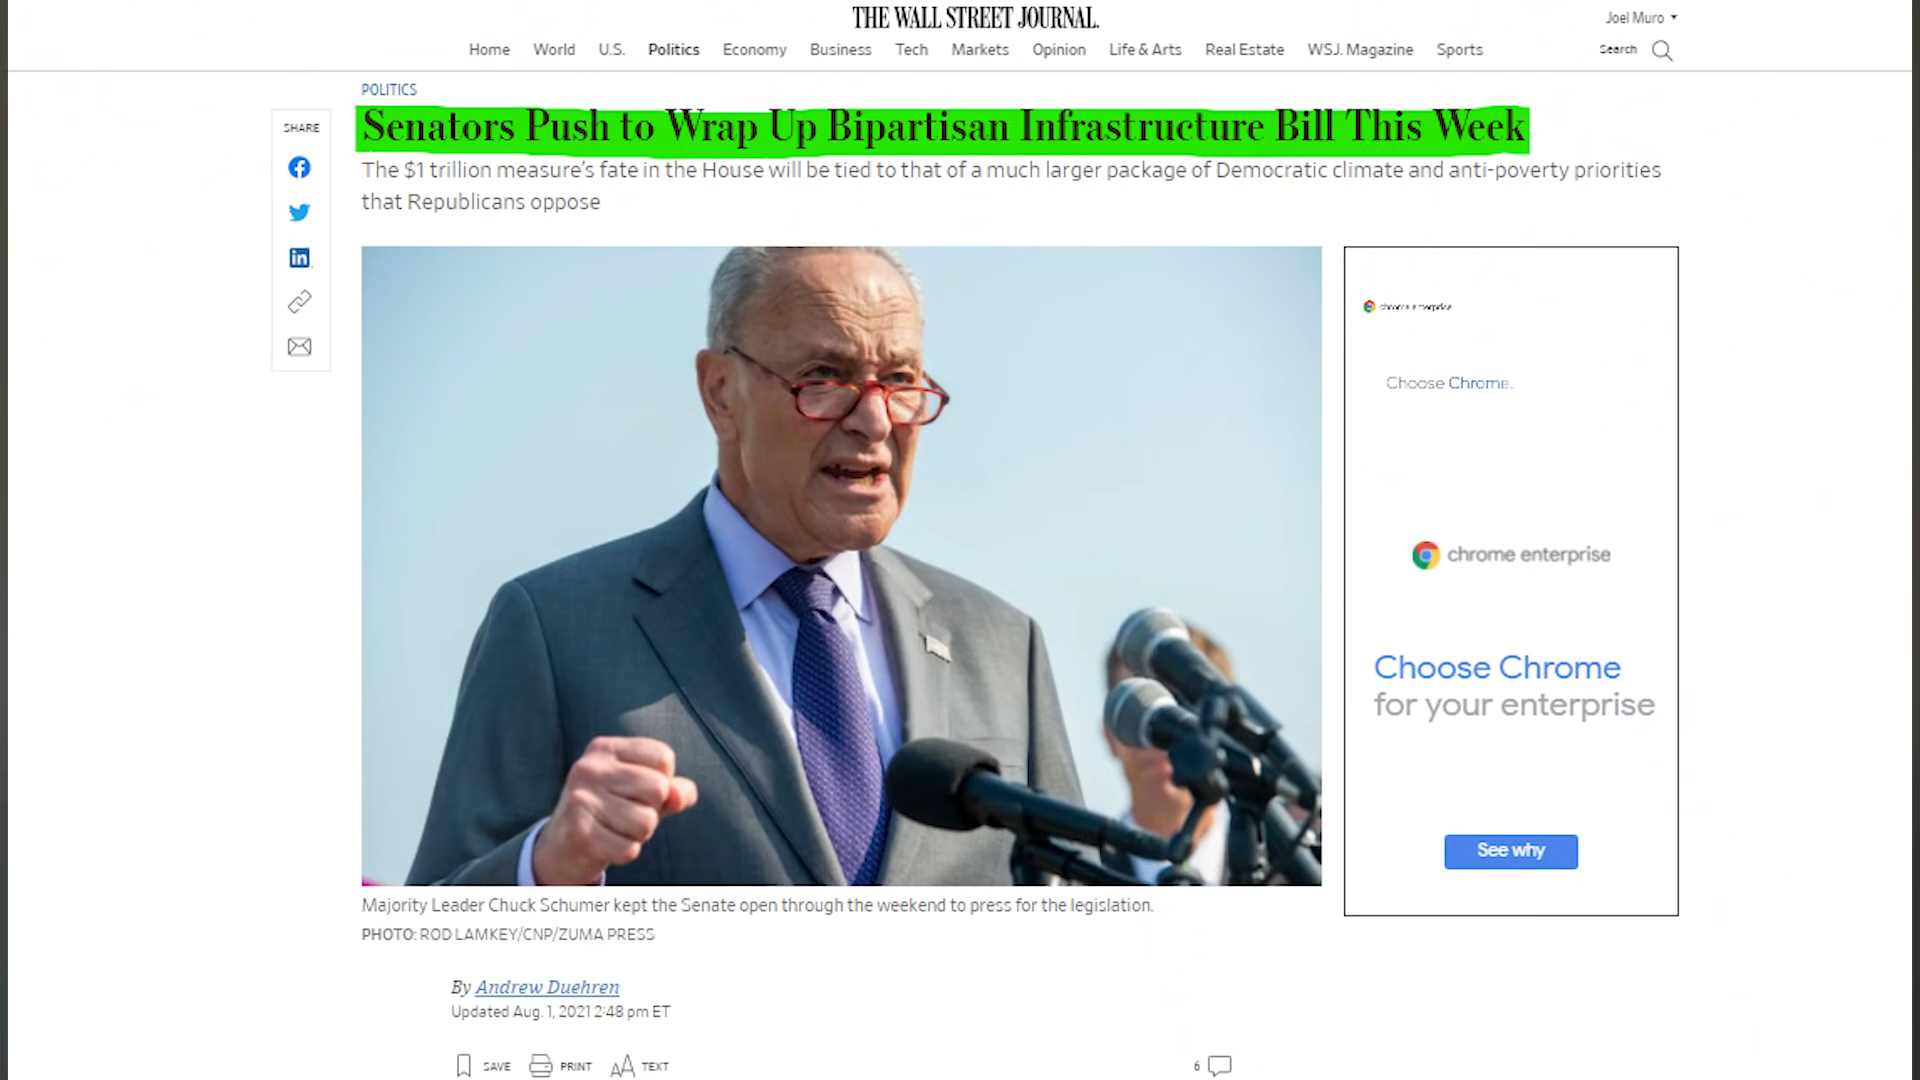 THE WALL STREET JOURNAL.
Joel Muro
Home World U.S. Politics Economy Business Tech Markets Opinion Life & Arts Real Estate WSJ. Magazine Sports
Search
POLITICS
Senators Push to Wrap Up Bipartisan Infrastructure Bill This Week
The $1 trillion measure's fate in the House will be tied to that of a much larger package of Democratic climate and anti-poverty priorities
that Republicans oppose
SHARE
in
chrome enterprise
Choose Chrome.
chrome enterprise
Choose Chrome
for your enterprise
See why
Majority Leader Chuck Schumer kept the Senate open through the weekend to press for the legislation.
PHOTO: ROD LAMKEY/CNP/ZUMA PRESS
By Andrew Duehren
Updated Aug. 1, 2021 2:48 pm ET
SAVE PRINT AA TEXT
6